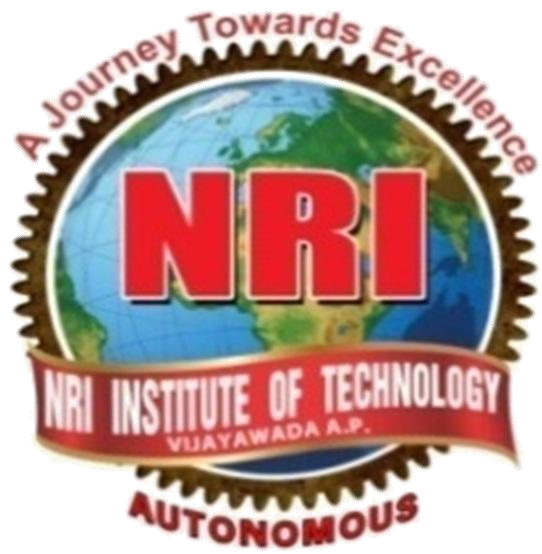 A Journey Towards Excellence
NRI
NRI INSTITUTE OF TECHNOLOGY
VIJAYAWADA A.P.
AUTONOMOUS